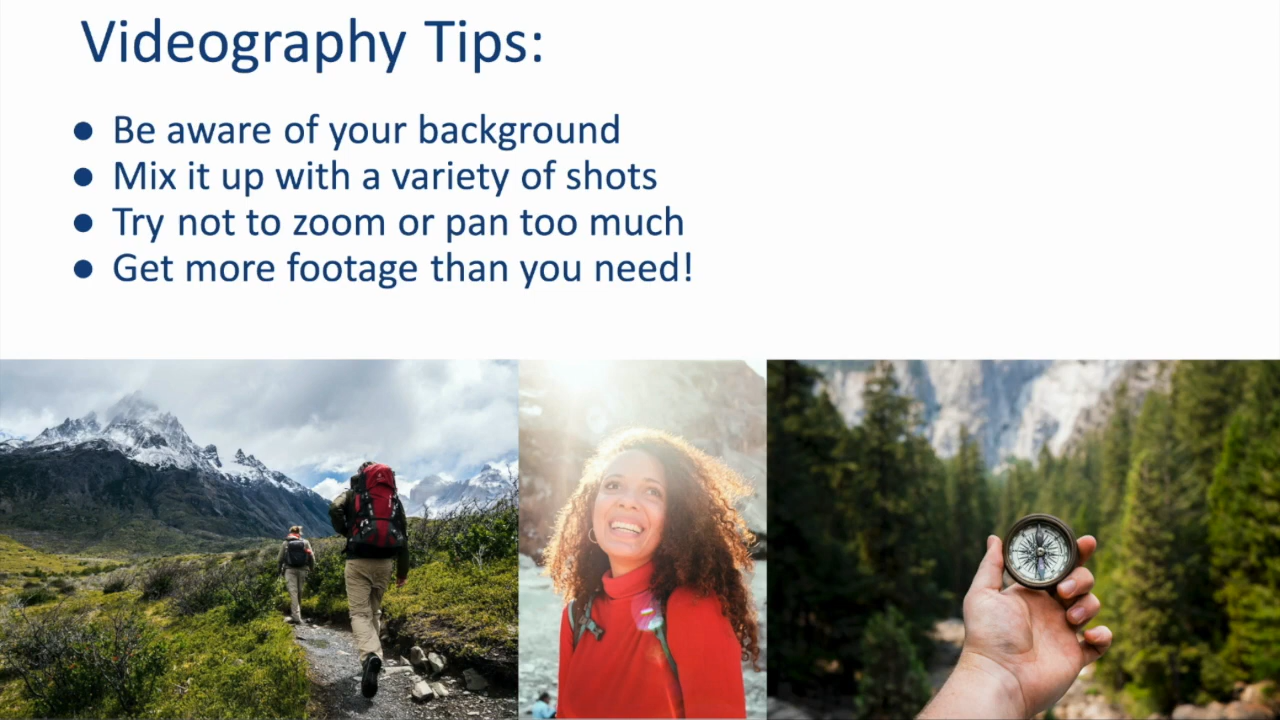 Videography Tips:
● Be aware of your background
● Mix it up with a variety of shots
● Try not to zoom or pan too much
● Get more footage than you need!